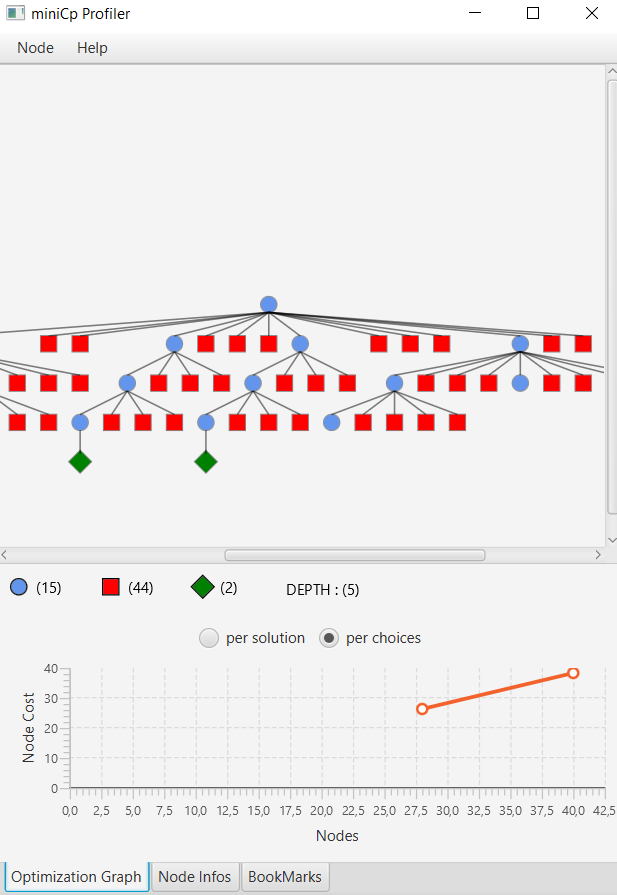 miniCp Profiler
Node Help
(15) (44) (2) DEPTH : (5)
per solution per choices
40
30
20
10
0
Node Cost
0,0 2,5 5,0 7,5 10,0 12,5 15,0 17,5 20,0 22,5 25,0 27,5 30,0 32,5 35,0 37,5 40,0 42,5
Nodes
Optimization Graph Node Infos BookMarks